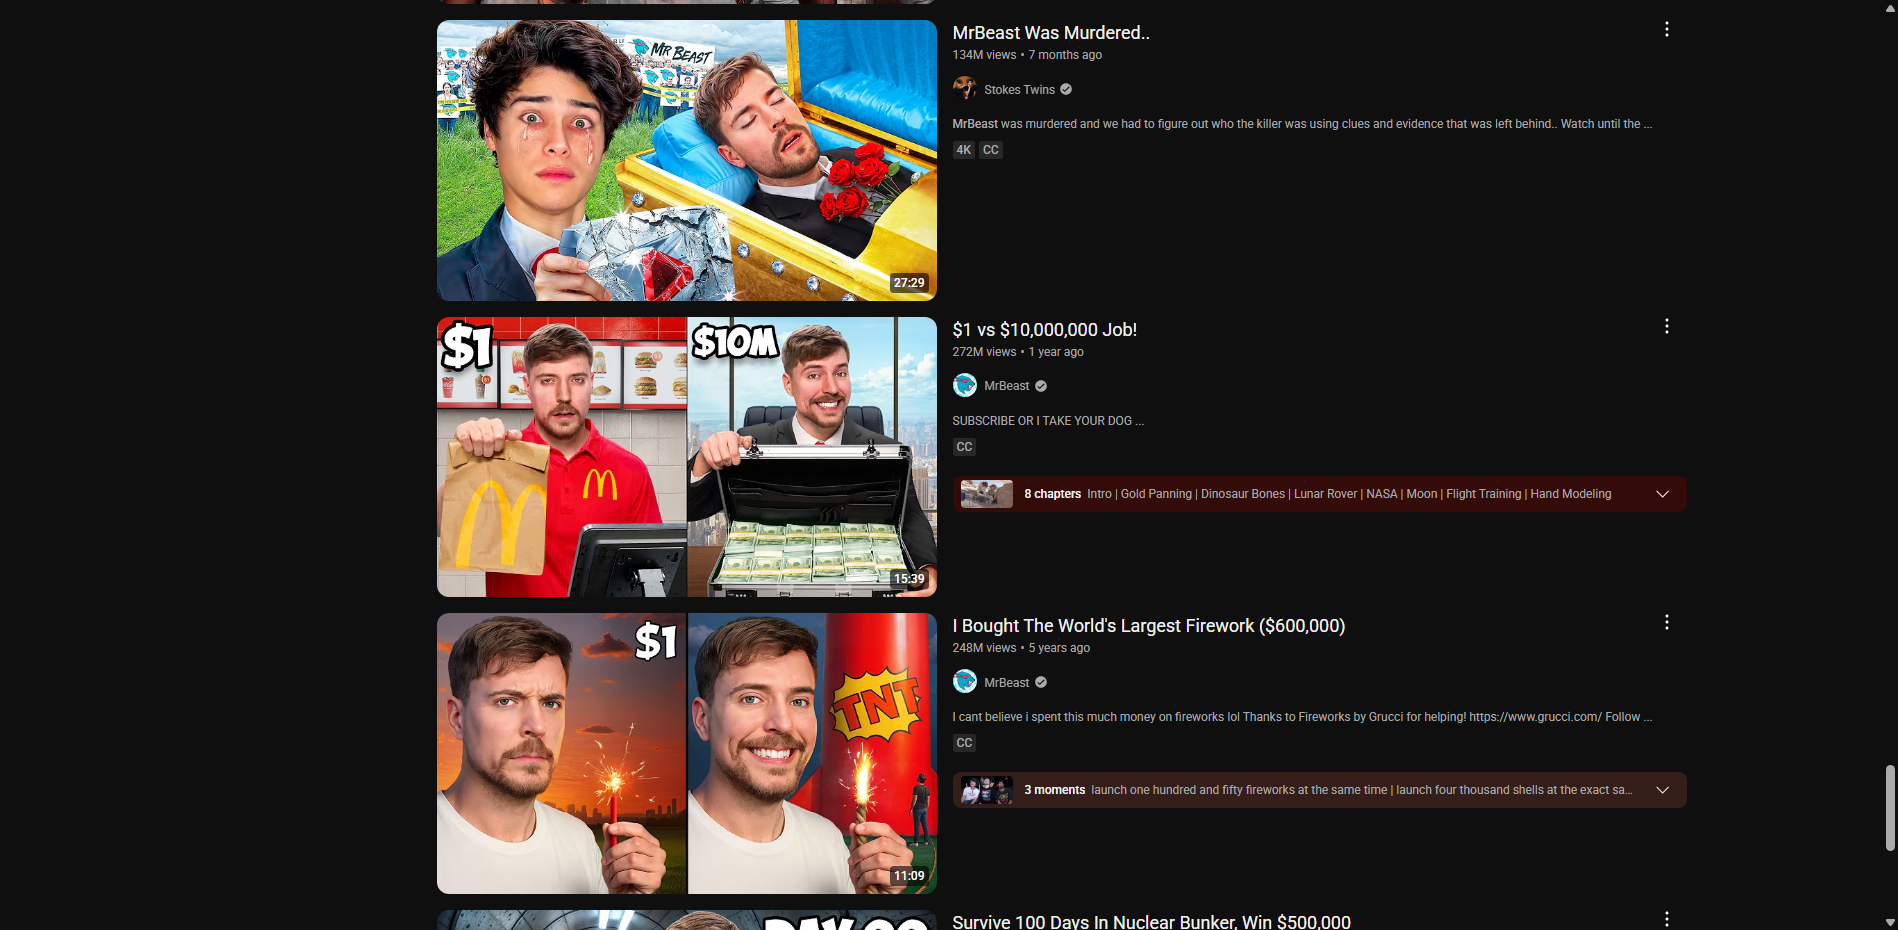 MR BEAST
27:29
MrBeast Was Murdered..
134M views • 7 months ago
Stokes Twins
MrBeast was murdered and we had to figure out who the killer was using clues and evidence that was left behind.. Watch until the ...
4K CC
$1
$10M
15:39
$1 vs $10,000,000 Job!
272M views • 1 year ago
MrBeast
SUBSCRIBE OR I TAKE YOUR DOG ...
CC
8 chapters Intro | Gold Panning | Dinosaur Bones | Lunar Rover | NASA | Moon | Flight Training | Hand Modeling
$1
TNT
11:09
I Bought The World's Largest Firework ($600,000)
248M views • 5 years ago
MrBeast
I cant believe i spent this much money on fireworks lol Thanks to Fireworks by Grucci for helping! https://www.grucci.com/ Follow ...
CC
3 moments launch one hundred and fifty fireworks at the same time | launch four thousand shells at the exact sa...
Survive 100 Days In Nuclear Bunker, Win $500,000